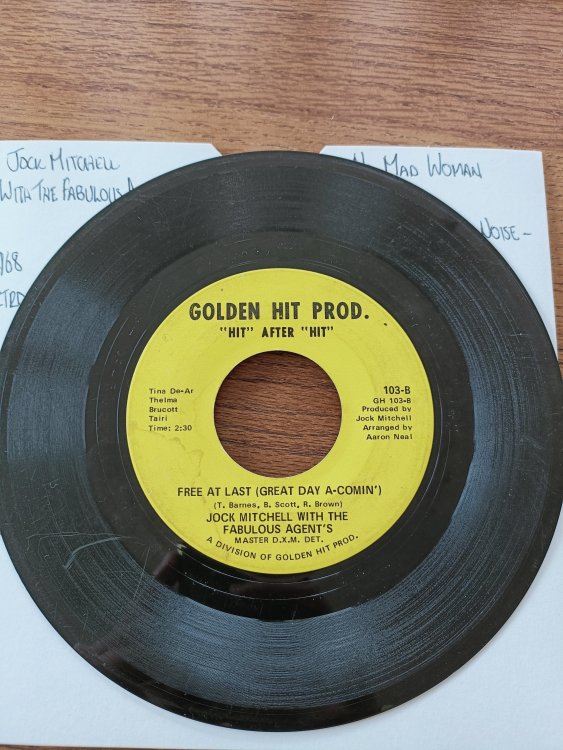 Jock Mitchell
With The Fabulous
Mad Woman
Noise -
GOLDEN HIT PROD.
"HIT" AFTER "HIT"
Tina De-Ar
Thelma
Brucott
Tairi
Time: 2:30
103-B
GH 103-B
Produced by
Jock Mitchell
Arranged by
Aaron Neal
FREE AT LAST (GREAT DAY A-COMIN')
(T. Barnes, B. Scott, R. Brown)
JOCK MITCHELL WITH THE
FABULOUS AGENT'S
MASTER D.X.M. DET.
A DIVISION OF GOLDEN HIT PROD.